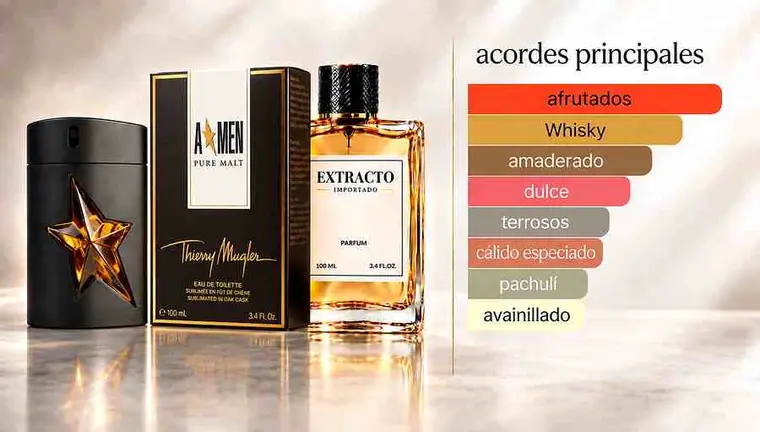 A MEN
PURE MALT
Thierry Mugler
EAU DE TOILETTE
SUBLIMÉE EN FÛT DE CHÊNE
SUBLIMATED IN OAK CASK
℮ 100 mL 3.4 Fl. Oz.
EXTRACTO
IMPORTADO
PARFUM
100 ML 3.4 FL.OZ.
acordes principales
afrutados
Whisky
amaderado
dulce
terrosos
cálido especiado
pachulí
avainillado